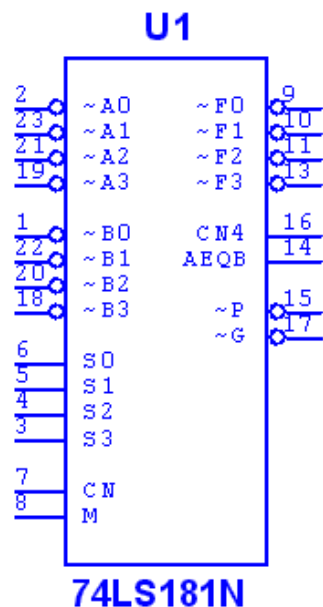 U1
2 ~A0 ~F0 9
23 ~A1 ~F1 10
21 ~A2 ~F2 11
19 ~A3 ~F3 13
1 ~B0 CN4 16
22 ~B1 AEQB 14
20 ~B2
18 ~B3 ~P 15
~G 17
6 S0
5 S1
4 S2
3 S3
7 CN
8 M
74LS181N